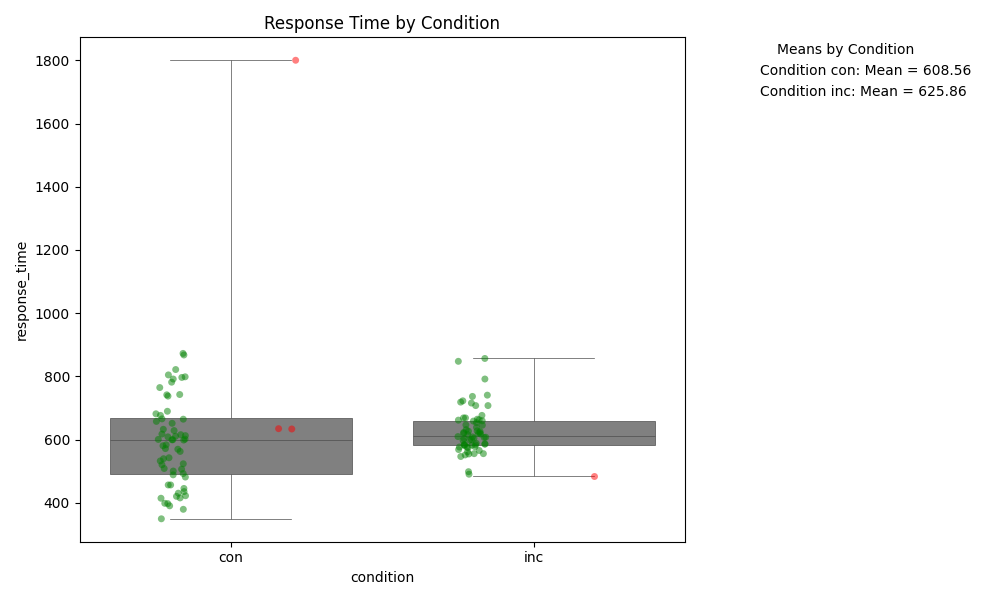 Response Time by Condition
Means by Condition
Condition con: Mean = 608.56
Condition inc: Mean = 625.86
1800
1600
1400
1200
1000
800
600
400
response_time
con
inc
condition